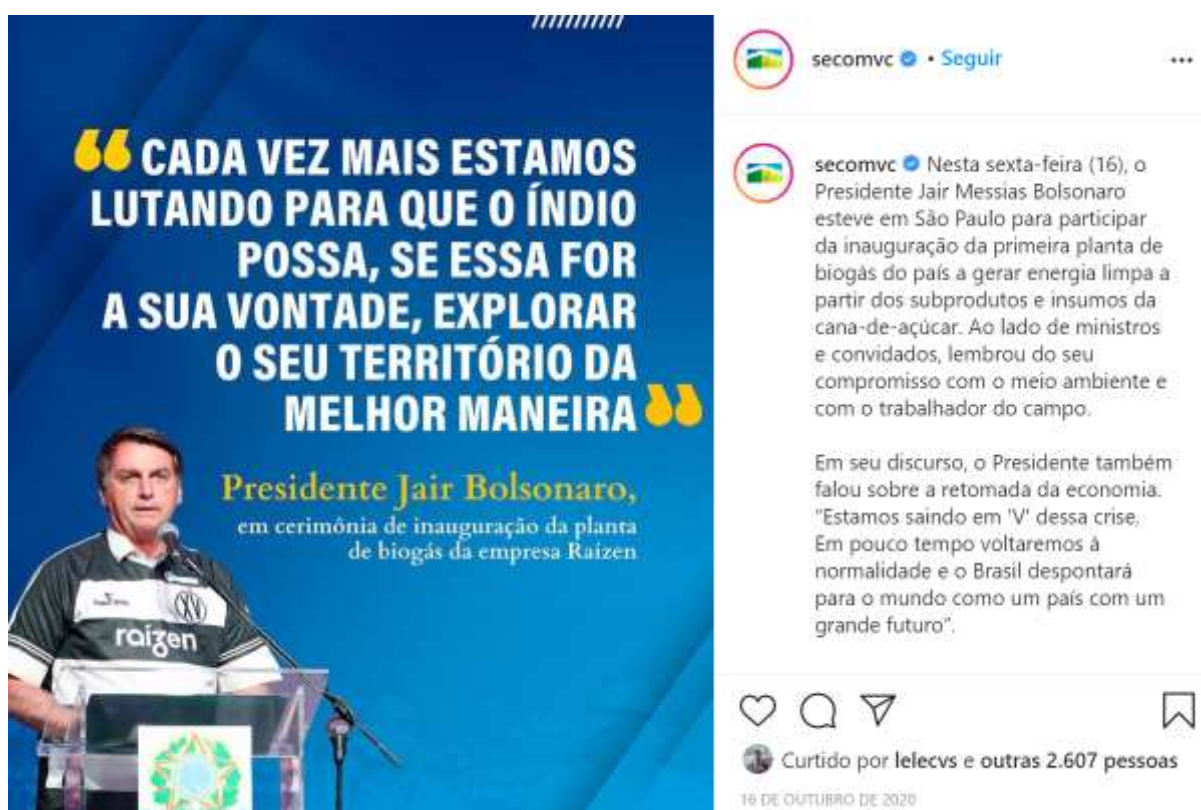 “ CADA VEZ MAIS ESTAMOS
LUTANDO PARA QUE O ÍNDIO
POSSA, SE ESSA FOR
A SUA VONTADE, EXPLORAR
O SEU TERRITÓRIO DA
MELHOR MANEIRA ”
Presidente Jair Bolsonaro,
em cerimônia de inauguração da planta
de biogás da empresa Raízen
XV
raízen
secomvc • Seguir
secomvc Nesta sexta-feira (16), o
Presidente Jair Messias Bolsonaro
esteve em São Paulo para participar
da inauguração da primeira planta de
biogás do país a gerar energia limpa a
partir dos subprodutos e insumos da
cana-de-açúcar. Ao lado de ministros
e convidados, lembrou do seu
compromisso com o meio ambiente e
com o trabalhador do campo.
Em seu discurso, o Presidente também
falou sobre a retomada da economia.
"Estamos saindo em 'V' dessa crise.
Em pouco tempo voltaremos à
normalidade e o Brasil despontará
para o mundo como um país com um
grande futuro".
Curtido por lelecvs e outras 2.607 pessoas
16 DE OUTUBRO DE 2020